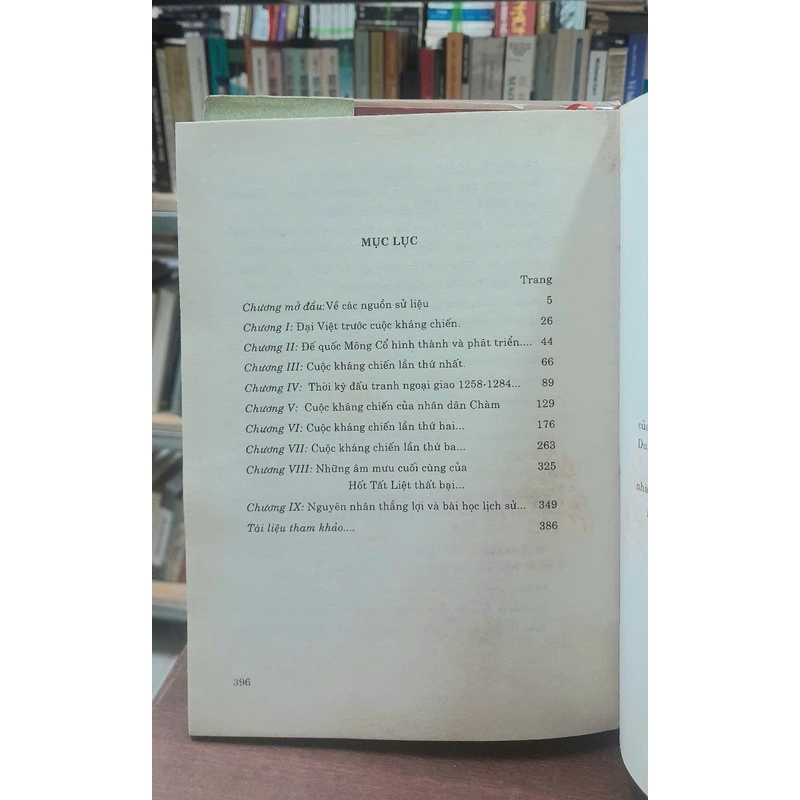 MỤC LỤC
Trang
Chương mở đầu: Về các nguồn sử liệu 5
Chương I: Đại Việt trước cuộc kháng chiến. 26
Chương II: Đế quốc Mông Cổ hình thành và phát triển.... 44
Chương III: Cuộc kháng chiến lần thứ nhất. 66
Chương IV: Thời kỳ đấu tranh ngoại giao 1258-1284... 89
Chương V: Cuộc kháng chiến của nhân dân Chàm 129
Chương VI: Cuộc kháng chiến lần thứ hai... 176
Chương VII: Cuộc kháng chiến lần thứ ba... 263
Chương VIII: Những âm mưu cuối cùng của 325
Hốt Tất Liệt thất bại...
Chương IX: Nguyên nhân thắng lợi và bài học lịch sử... 349
Tài liệu tham khảo.... 386
396